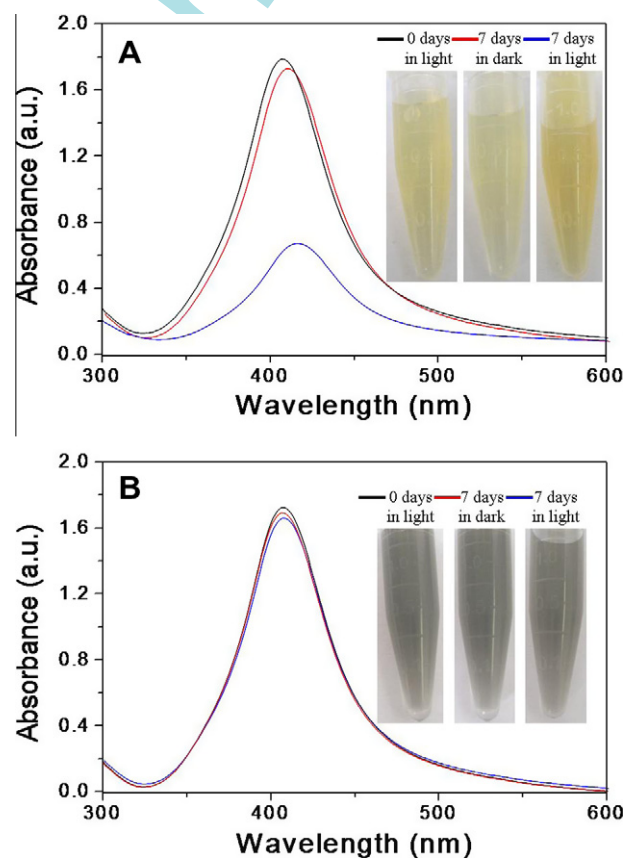 2.0
A
0 days 7 days 7 days
in light in dark in light
1.6
1.2
0.8
0.4
0.0
Absorbance (a.u.)
300 400 500 600
Wavelength (nm)
2.0
B
0 days 7 days 7 days
in light in dark in light
1.6
1.2
0.8
0.4
0.0
Absorbance (a.u.)
300 400 500 600
Wavelength (nm)